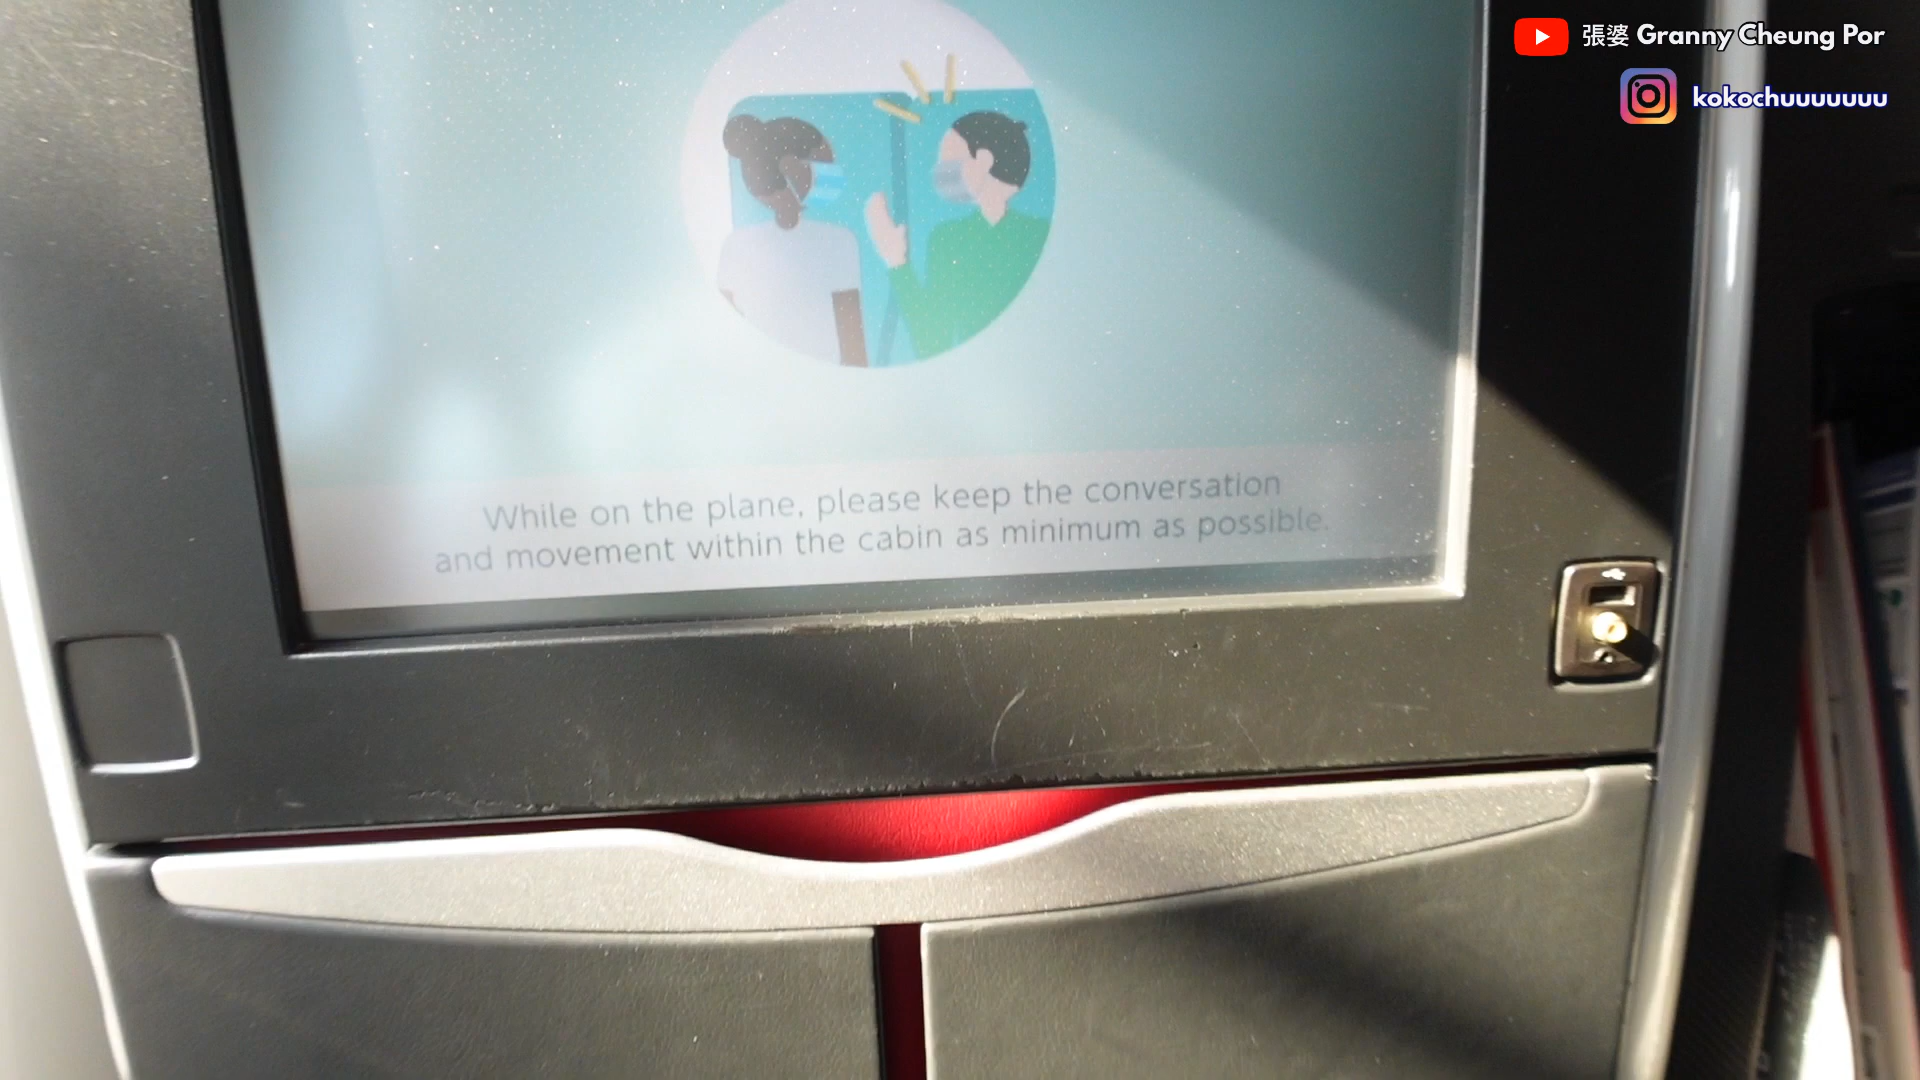 張婆 Granny Cheung Por
kokochuuuuuuu
While on the plane, please keep the conversation
and movement within the cabin as minimum as possible.